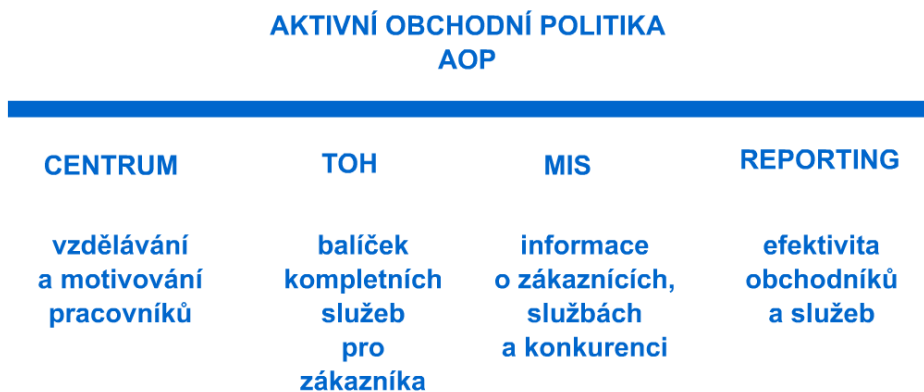 AKTIVNÍ OBCHODNÍ POLITIKA
AOP
CENTRUM
vzdělávání
a motivování
pracovníků
TOH
balíček
kompletních
služeb
pro
zákazníka
MIS
informace
o zákaznících,
službách
a konkurenci
REPORTING
efektivita
obchodníků
a služeb